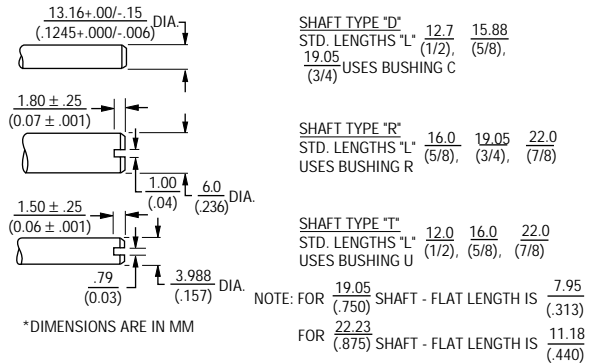 13.16+.00/-.15
(.1245+.000/-.006) DIA.
SHAFT TYPE "D"
STD. LENGTHS "L" 12.7 15.88
(1/2), (5/8),
19.05
(3/4) USES BUSHING C
1.80 ± .25
(0.07 ± .001)
1.00
(.04)
6.0
(.236) DIA.
SHAFT TYPE "R"
STD. LENGTHS "L" 16.0 19.05 22.0
(5/8), (3/4), (7/8)
USES BUSHING R
1.50 ± .25
(0.06 ± .001)
.79
(0.03)
3.988
(.157) DIA.
SHAFT TYPE "T"
STD. LENGTHS "L" 12.0 16.0 22.0
(1/2), (5/8), (7/8)
USES BUSHING U
NOTE: FOR 19.05 SHAFT - FLAT LENGTH IS 7.95
(.750) (.313)
FOR 22.23 SHAFT - FLAT LENGTH IS 11.18
(.875) (.440)
*DIMENSIONS ARE IN MM